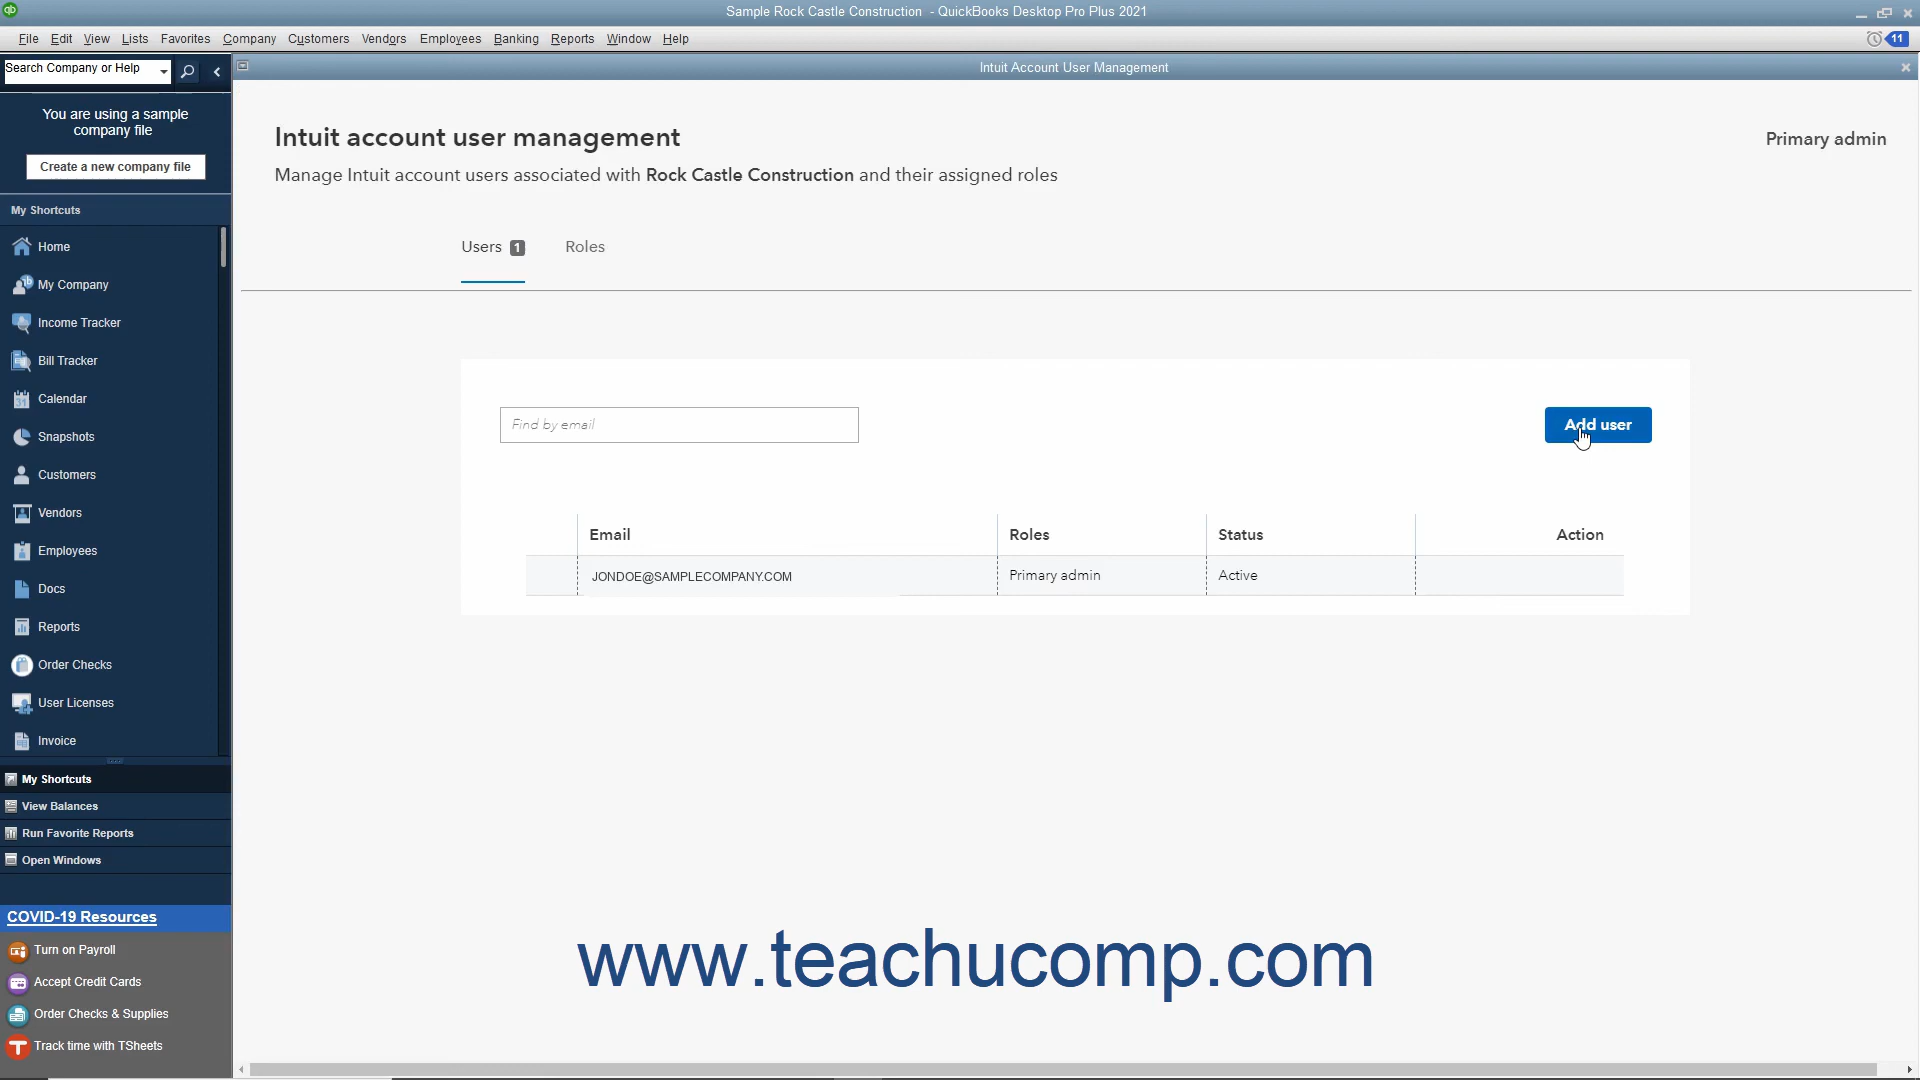 qb
Sample Rock Castle Construction - QuickBooks Desktop Pro Plus 2021
File Edit View Lists Favorites Company Customers Vendors Employees Banking Reports Window Help
11
Search Company or Help
Intuit Account User Management
You are using a sample
company file
Create a new company file
My Shortcuts
Home
My Company
Income Tracker
Bill Tracker
31
Calendar
Snapshots
Customers
Vendors
Employees
Docs
Reports
Order Checks
User Licenses
Invoice
My Shortcuts
View Balances
Run Favorite Reports
Open Windows
COVID-19 Resources
Turn on Payroll
Accept Credit Cards
Order Checks & Supplies
T
Track time with TSheets
Intuit account user management
Primary admin
Manage Intuit account users associated with Rock Castle Construction and their assigned roles
Users 1 Roles
Find by email
Add user
Email Roles Status Action
JONDOE@SAMPLECOMPANY.COM Primary admin Active
www.teachucomp.com